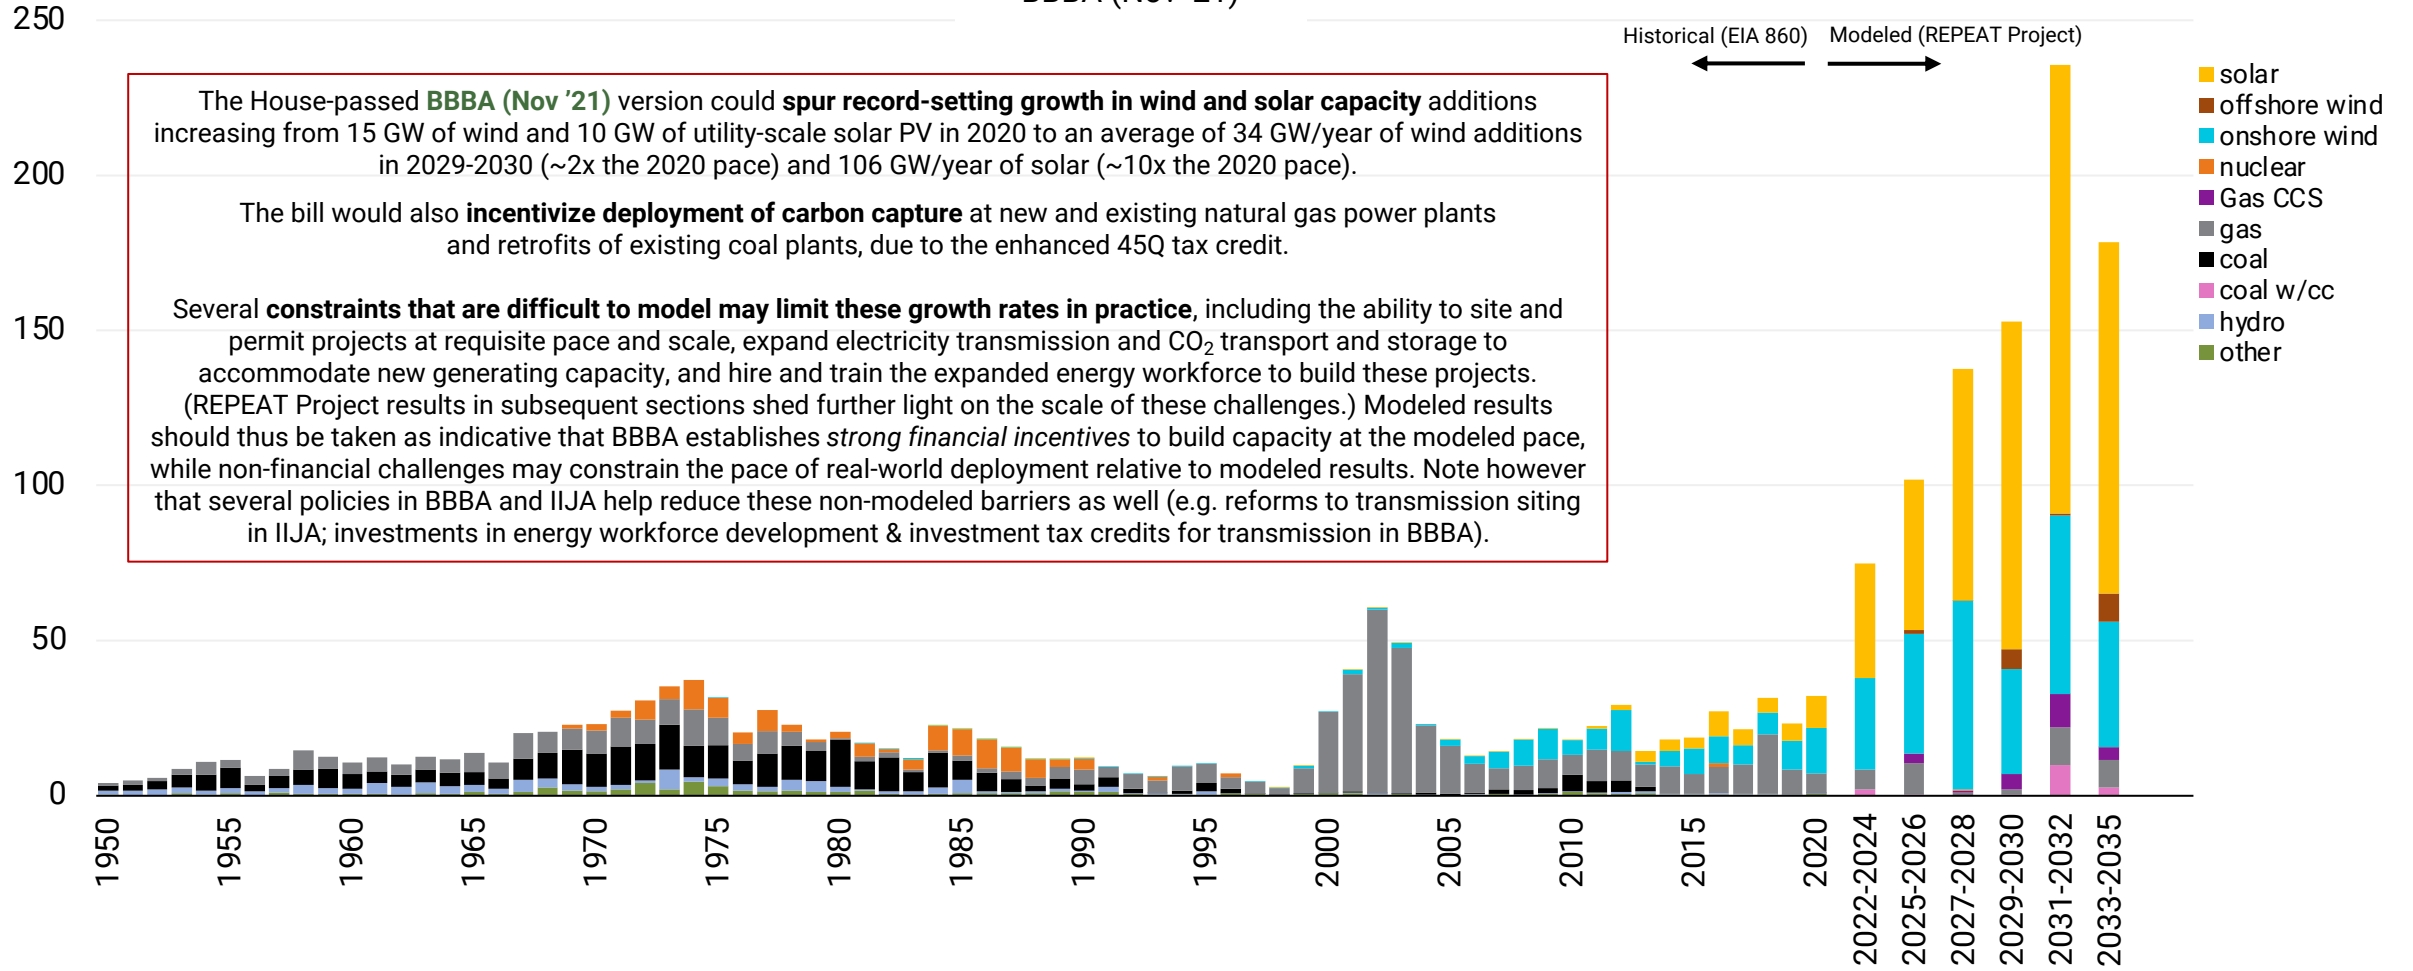 BBBA (Nov '21)
250
200
150
100
50
0
Historical (EIA 860)
Modeled (REPEAT Project)
The House-passed BBBA (Nov ’21) version could spur record-setting growth in wind and solar capacity additions
increasing from 15 GW of wind and 10 GW of utility-scale solar PV in 2020 to an average of 34 GW/year of wind additions
in 2029-2030 (~2x the 2020 pace) and 106 GW/year of solar (~10x the 2020 pace).
The bill would also incentivize deployment of carbon capture at new and existing natural gas power plants
and retrofits of existing coal plants, due to the enhanced 45Q tax credit.
Several constraints that are difficult to model may limit these growth rates in practice, including the ability to site and
permit projects at requisite pace and scale, expand electricity transmission and CO₂ transport and storage to
accommodate new generating capacity, and hire and train the expanded energy workforce to build these projects.
(REPEAT Project results in subsequent sections shed further light on the scale of these challenges.) Modeled results
should thus be taken as indicative that BBBA establishes strong financial incentives to build capacity at the modeled pace,
while non-financial challenges may constrain the pace of real-world deployment relative to modeled results. Note however
that several policies in BBBA and IIJA help reduce these non-modeled barriers as well (e.g. reforms to transmission siting
in IIJA; investments in energy workforce development & investment tax credits for transmission in BBBA).
solar
offshore wind
onshore wind
nuclear
Gas CCS
gas
coal
coal w/cc
hydro
other
1950
1955
1960
1965
1970
1975
1980
1985
1990
1995
2000
2005
2010
2015
2020
2022-2024
2025-2026
2027-2028
2029-2030
2031-2032
2033-2035